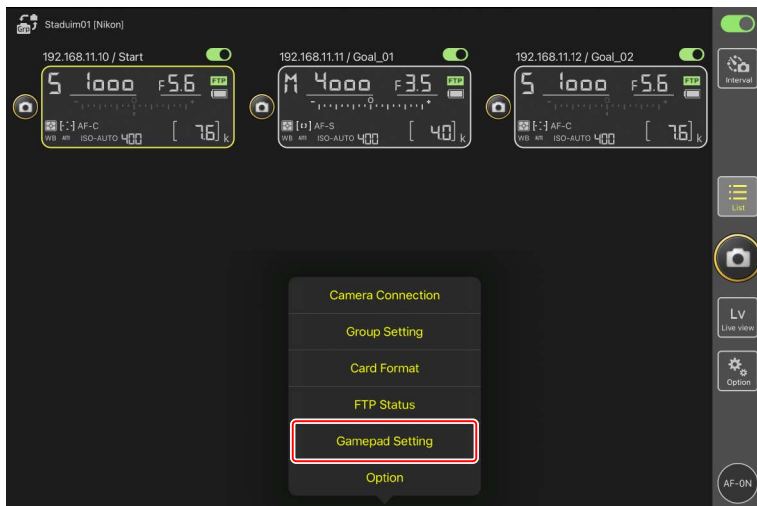 Grp
Staduim01 [Nikon]
192.168.11.10 / Start
S 1000 F5.6 FTP
- +
AF-C
WB ISO-AUTO 400 [ 7.6] k
192.168.11.11 / Goal_01
M 4000 F3.5 FTP
- +
AF-S
WB ISO-AUTO 400 [ 4.0] k
192.168.11.12 / Goal_02
S 1000 F5.6 FTP
- +
AF-C
WB ISO-AUTO 400 [ 7.6] k
Camera Connection
Group Setting
Card Format
FTP Status
Gamepad Setting
Option
Interval
List
Lv
Live view
Option
AF-ON